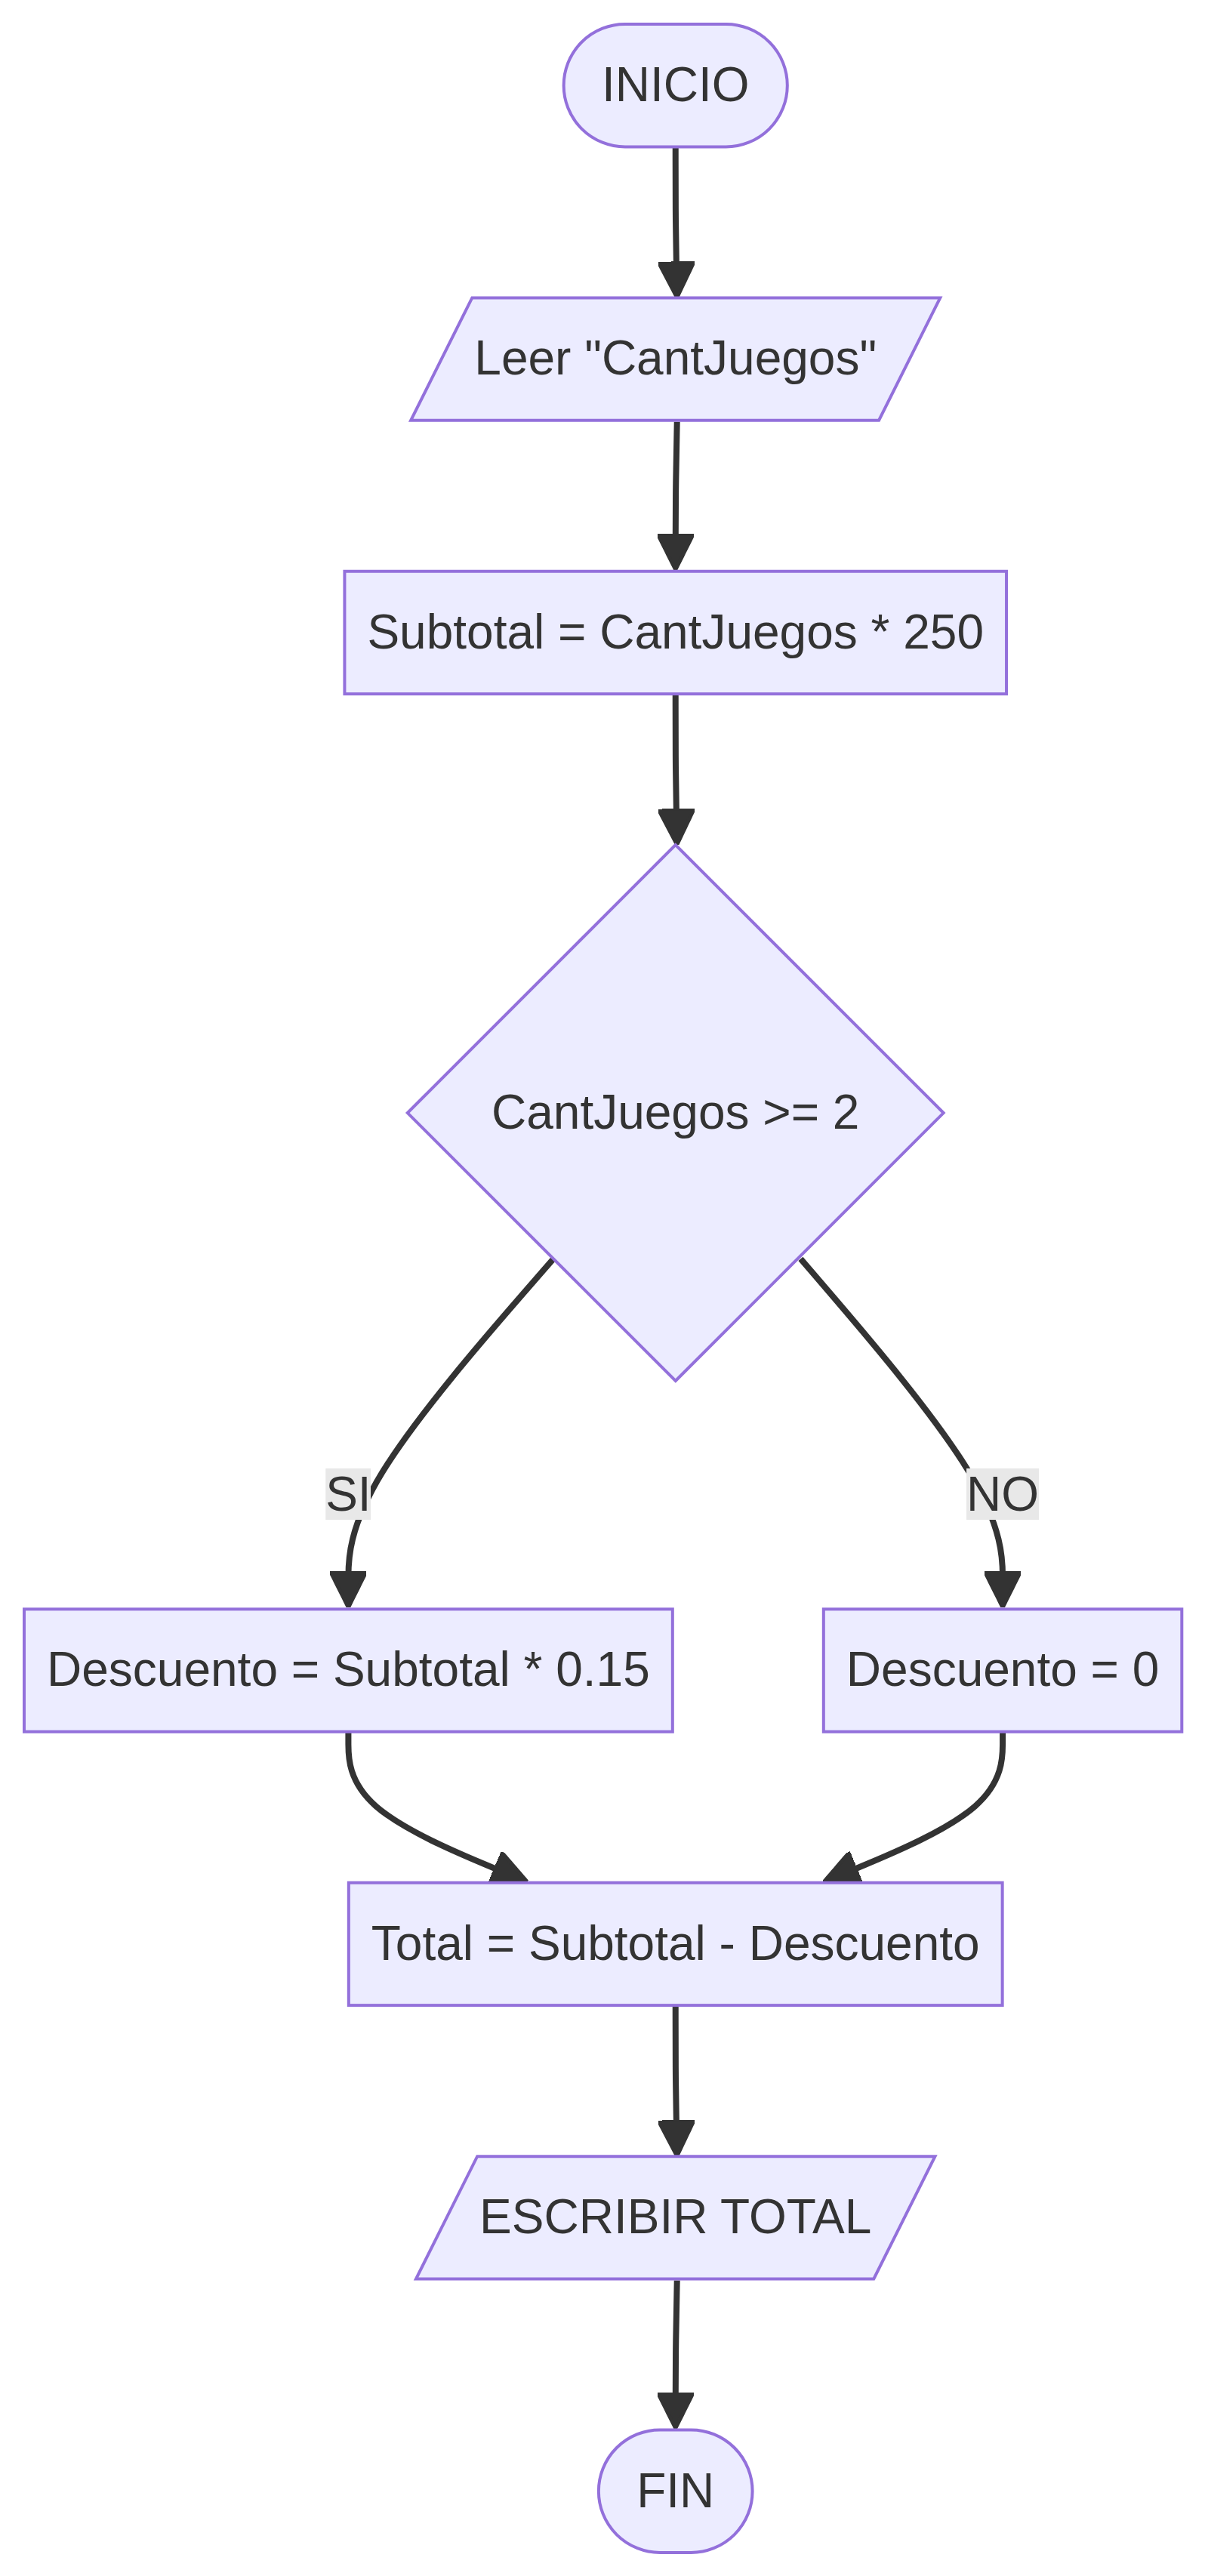 INICIO
Leer "CantJuegos"
Subtotal = CantJuegos * 250
CantJuegos >= 2
SI
NO
Descuento = Subtotal * 0.15
Descuento = 0
Total = Subtotal - Descuento
ESCRIBIR TOTAL
FIN